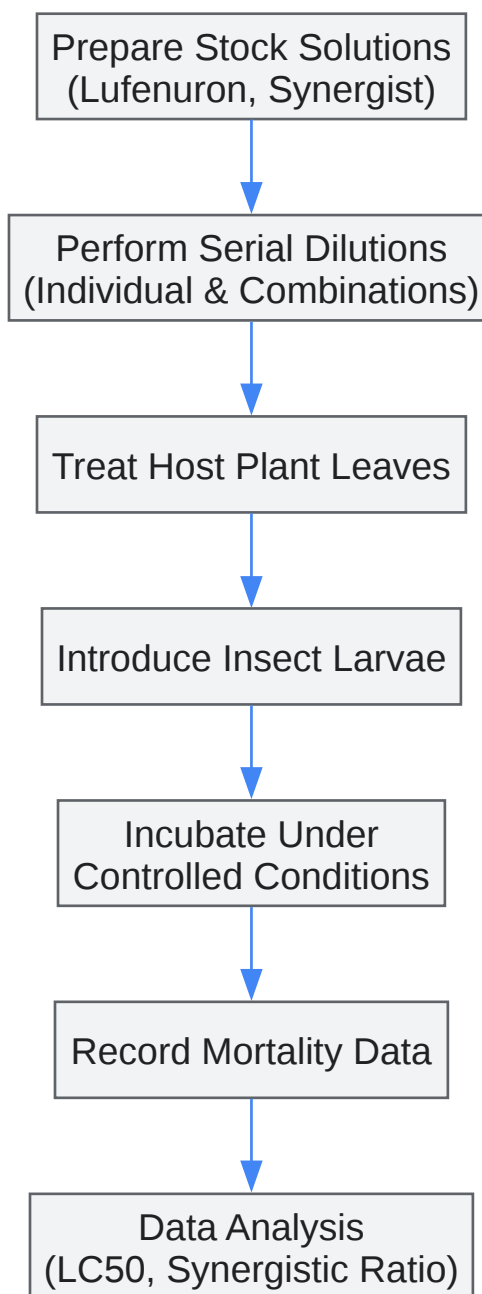 Prepare Stock Solutions
(Lufenuron, Synergist)
Perform Serial Dilutions
(Individual & Combinations)
Treat Host Plant Leaves
Introduce Insect Larvae
Incubate Under
Controlled Conditions
Record Mortality Data
Data Analysis
(LC50, Synergistic Ratio)